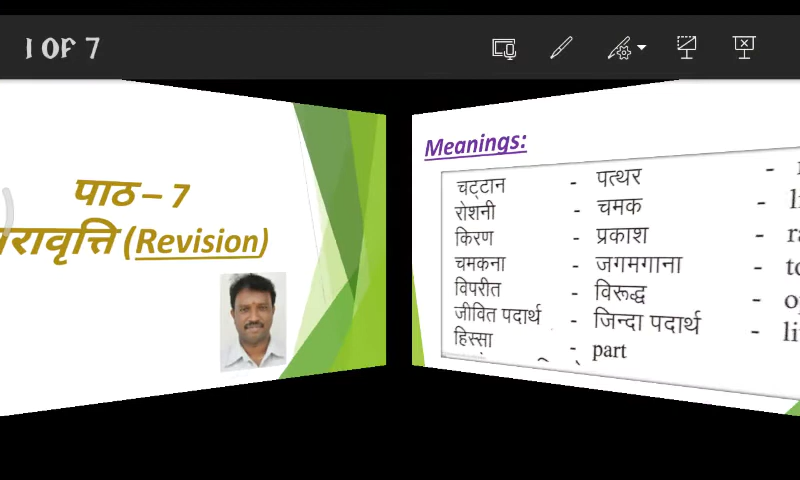 1 OF 7
पाठ – 7
(Revision)
Meanings:
चट्टान - पत्थर -
रोशनी - चमक -
किरण - प्रकाश -
चमकना - जगमगाना -
विपरीत - विरूद्ध -
जीवित पदार्थ - जिन्दा पदार्थ -
हिस्सा - part